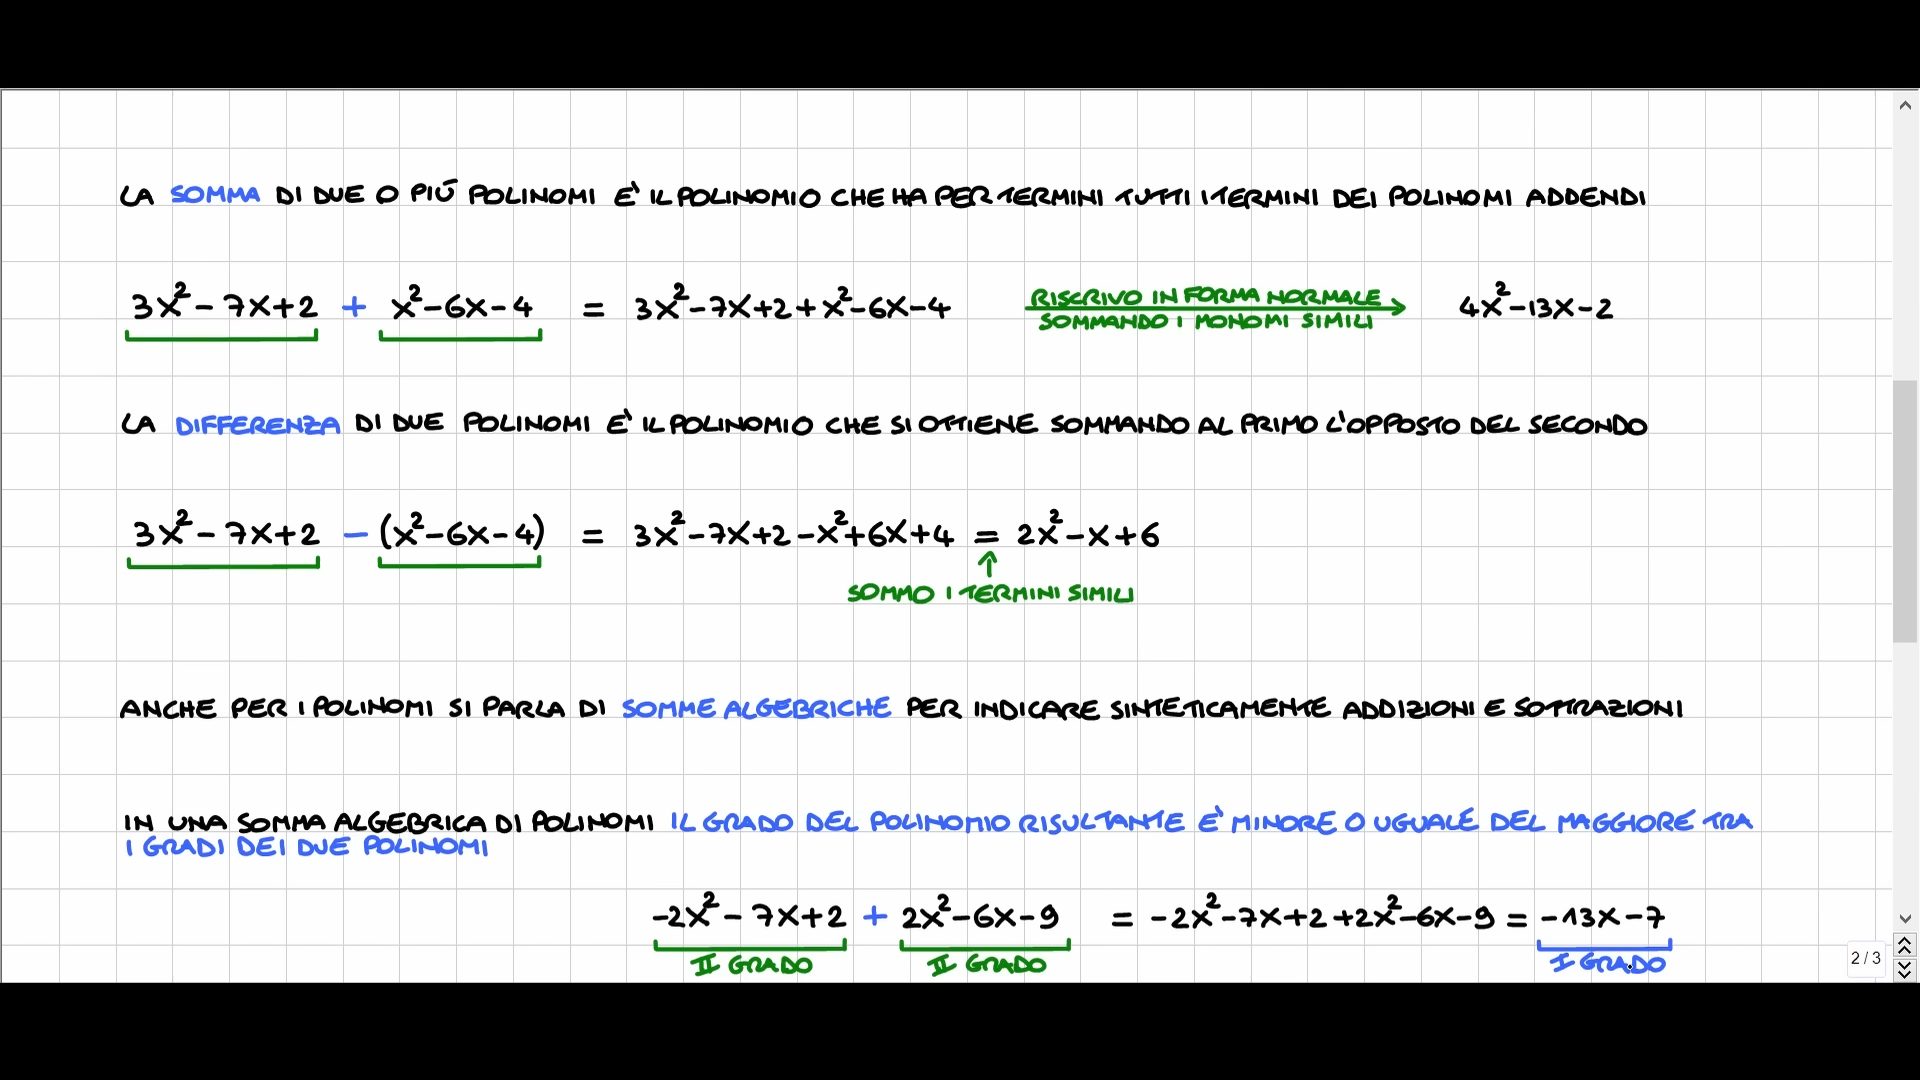 LA SOMMA DI DUE O PIÚ POLINOMI E' IL POLINOMIO CHE HA PER TERMINI TUTTI I TERMINI DEI POLINOMI ADDENDI
3x² - 7x + 2 + x² - 6x - 4 = 3x² - 7x + 2 + x² - 6x - 4 RISCRIVO IN FORMA NORMALE 4x² - 13x - 2
SOMMANDO I MONOMI SIMILI
LA DIFFERENZA DI DUE POLINOMI E' IL POLINOMIO CHE SI OTTIENE SOMMANDO AL PRIMO L'OPPOSTO DEL SECONDO
3x² - 7x + 2 - (x² - 6x - 4) = 3x² - 7x + 2 - x² + 6x + 4 = 2x² - x + 6
SOMMO I TERMINI SIMILI
ANCHE PER I POLINOMI SI PARLA DI SOMME ALGEBRICHE PER INDICARE SINTETICAMENTE ADDIZIONI E SOTTRAZIONI
IN UNA SOMMA ALGEBRICA DI POLINOMI IL GRADO DEL POLINOMIO RISULTANTE E' MINORE O UGUALE DEL MAGGIORE TRA
I GRADI DEI DUE POLINOMI
-2x² - 7x + 2 + 2x² - 6x - 9 = -2x² - 7x + 2 + 2x² - 6x - 9 = -13x - 7
II GRADO II GRADO I GRADO
2 / 3